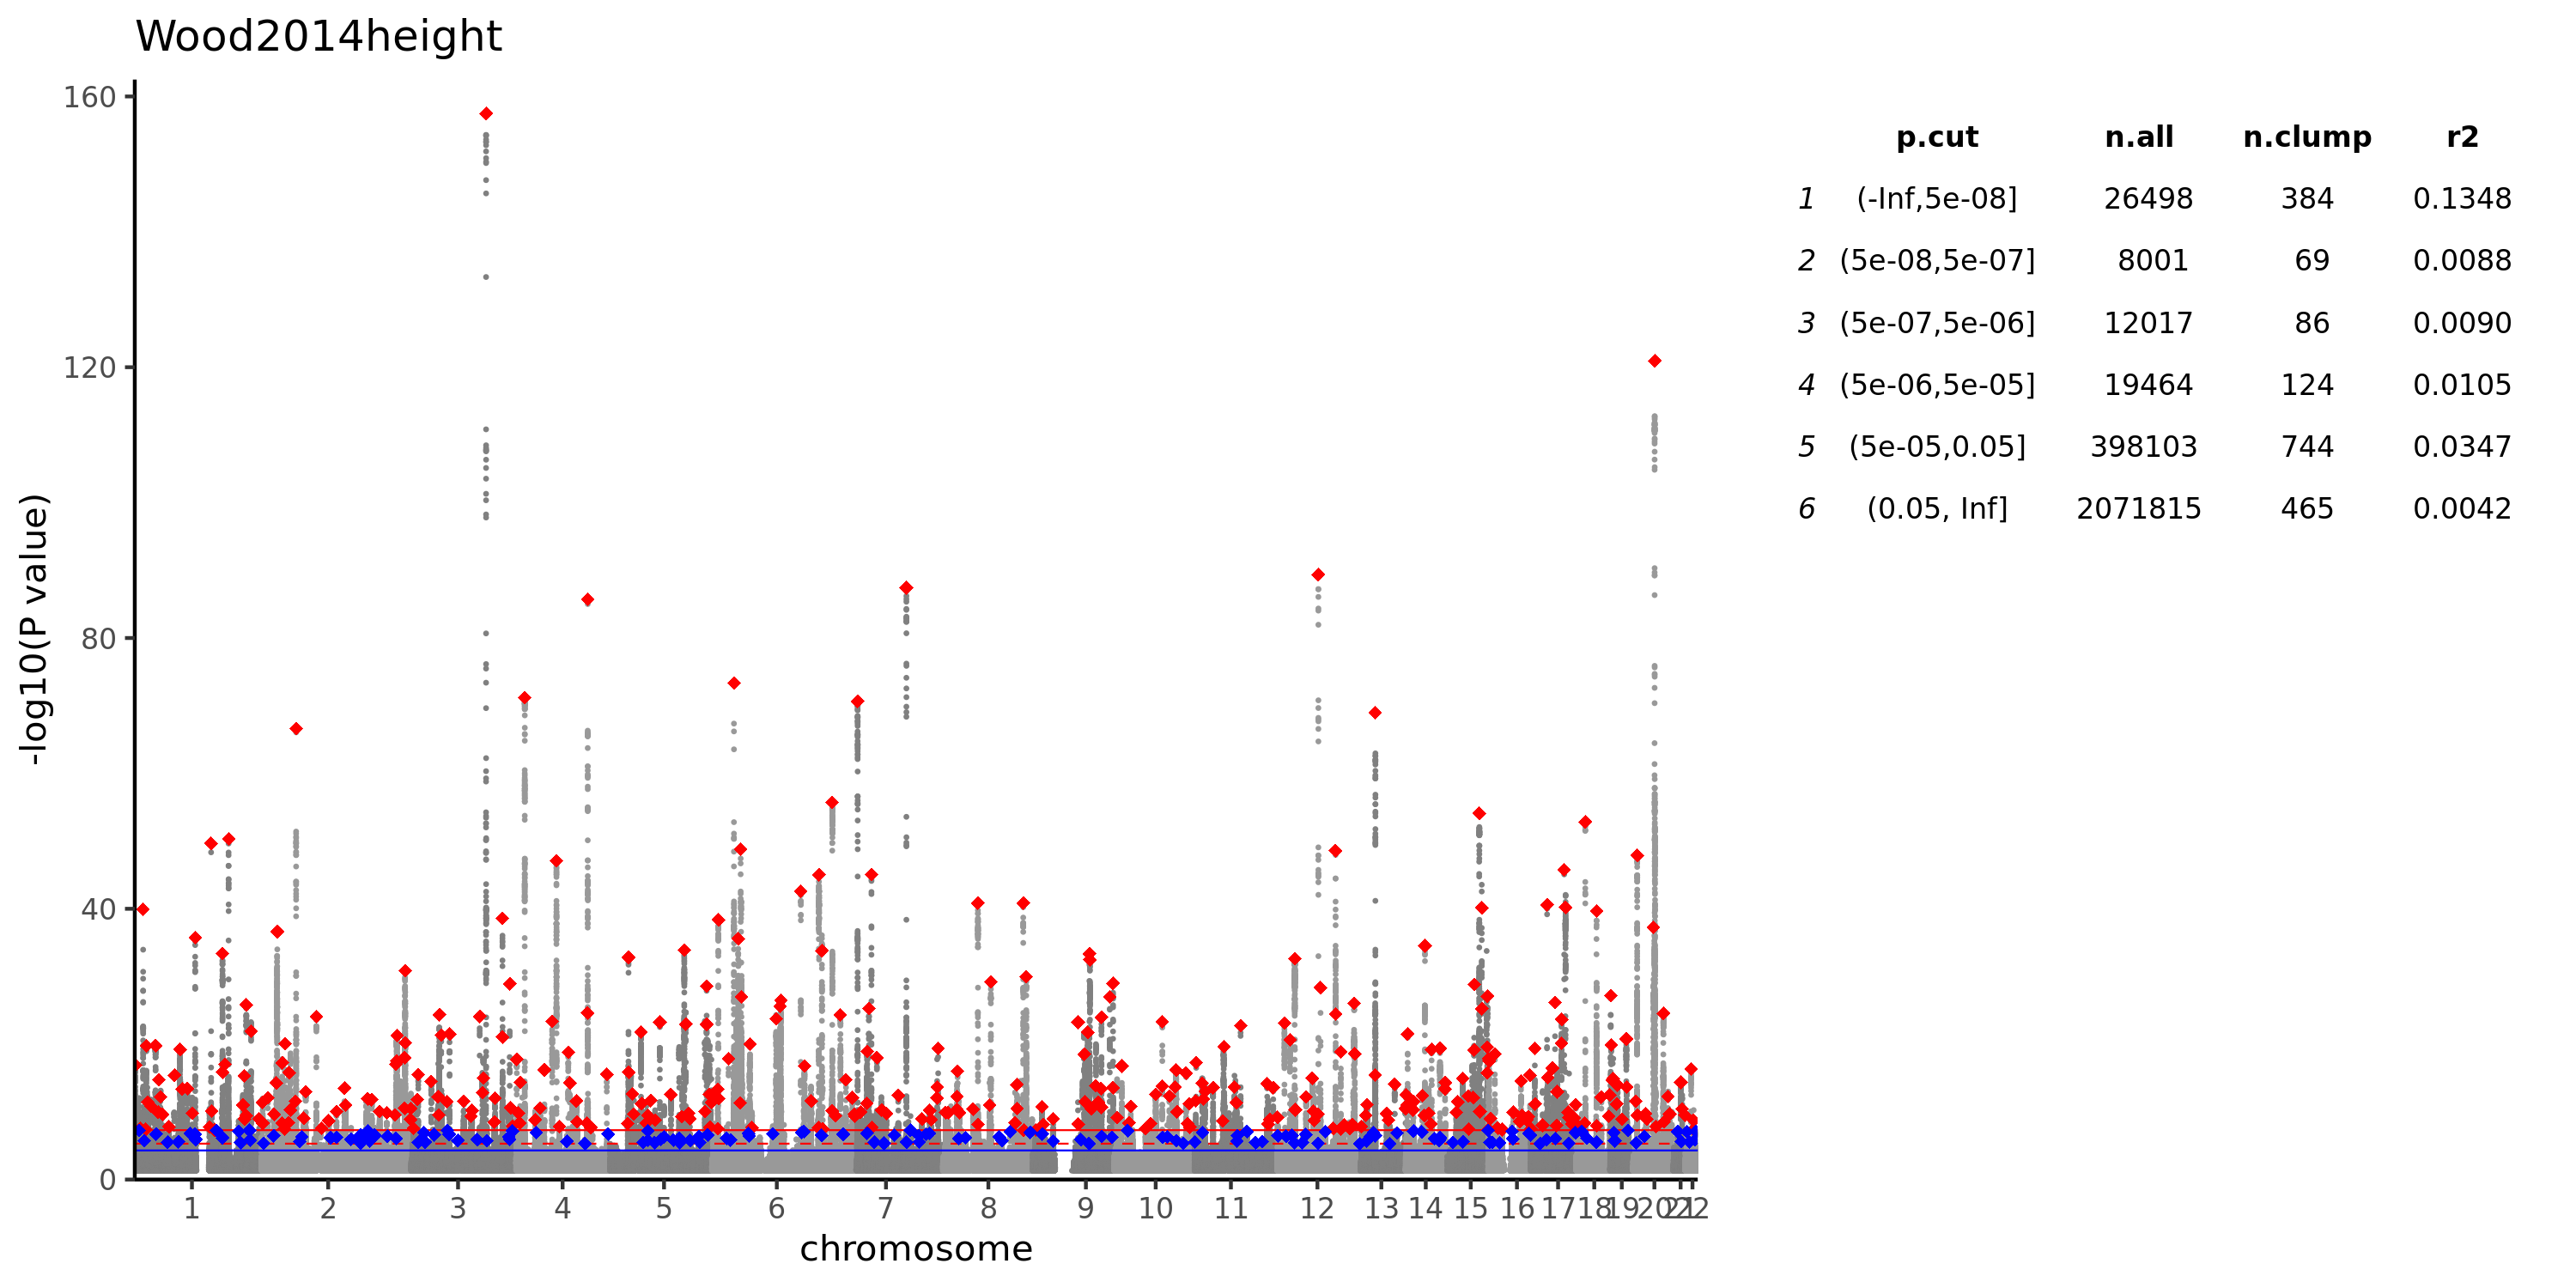 Wood2014height
160
120
80
40
0
-log10(P value)
1 2 3 4 5 6 7 8 9 10 11 12 13 14 15 16 17 18 19 20 21 22
chromosome
p.cut n.all n.clump r2
1 (-Inf,5e-08] 26498 384 0.1348
2 (5e-08,5e-07] 8001 69 0.0088
3 (5e-07,5e-06] 12017 86 0.0090
4 (5e-06,5e-05] 19464 124 0.0105
5 (5e-05,0.05] 398103 744 0.0347
6 (0.05, Inf] 2071815 465 0.0042